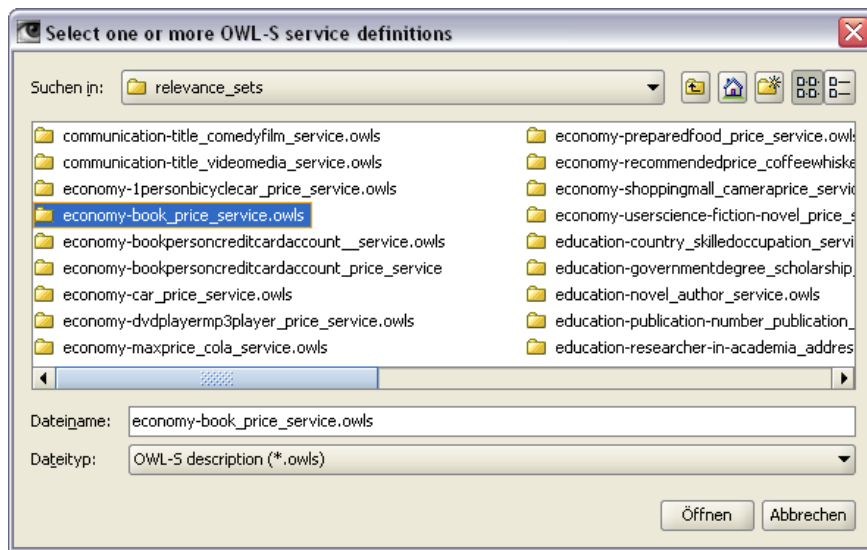 Select one or more OWL-S service definitions
Suchen in: relevance_sets
communication-title_comedyfilm_service.owls
communication-title_videomedia_service.owls
economy-1personbicyclecar_price_service.owls
economy-book_price_service.owls
economy-bookpersoncreditcardaccount__service.owls
economy-bookpersoncreditcardaccount_price_service
economy-car_price_service.owls
economy-dvdplayermp3player_price_service.owls
economy-maxprice_cola_service.owls
economy-preparedfood_price_service.owls
economy-recommendedprice_coffeewhiske
economy-shoppingmall_cameraprice_servic
economy-userscience-fiction-novel_price_s
education-country_skilledoccupation_servi
education-governmentdegree_scholarship_
education-novel_author_service.owls
education-publication-number_publication_
education-researcher-in-academia_addres
Dateiname: economy-book_price_service.owls
Dateityp: OWL-S description (*.owls)
Öffnen Abbrechen